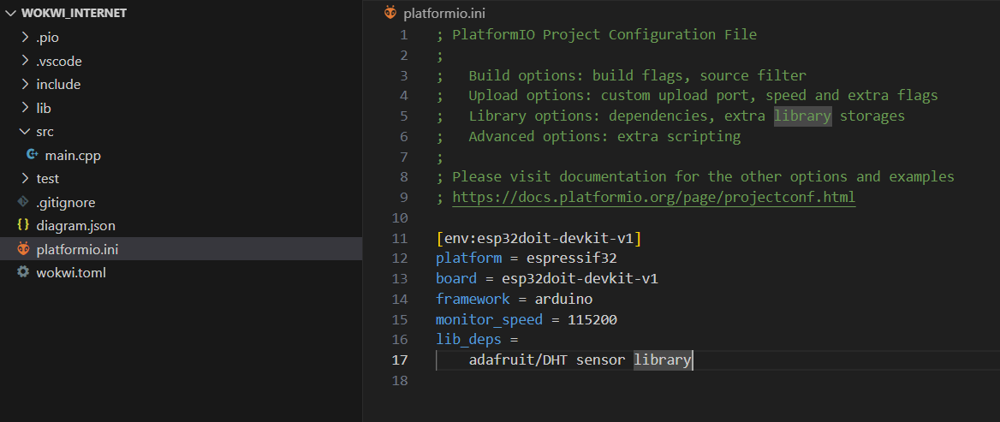 WOKWI_INTERNET
.pio
.vscode
include
lib
src
main.cpp
test
.gitignore
diagram.json
platformio.ini
wokwi.toml
platformio.ini
1 ; PlatformIO Project Configuration File
2 ;
3 ;   Build options: build flags, source filter
4 ;   Upload options: custom upload port, speed and extra flags
5 ;   Library options: dependencies, extra library storages
6 ;   Advanced options: extra scripting
7 ;
8 ; Please visit documentation for the other options and examples
9 ; https://docs.platformio.org/page/projectconf.html
10
11 [env:esp32doit-devkit-v1]
12 platform = espressif32
13 board = esp32doit-devkit-v1
14 framework = arduino
15 monitor_speed = 115200
16 lib_deps =
17     adafruit/DHT sensor library
18